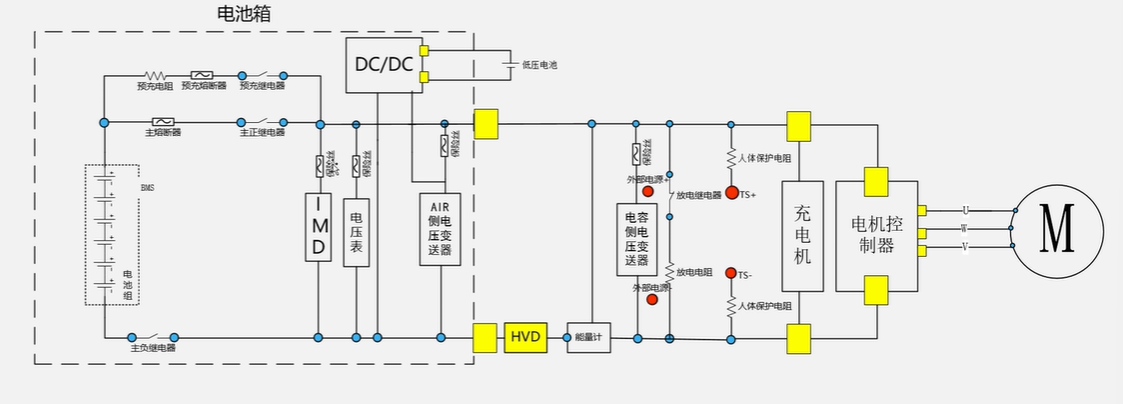 电池箱
DC/DC
低压电池
预充电阻
预充熔断器
预充继电器
主熔断器
主正继电器
保险丝
保险丝
保险丝
保险丝
BMS
IMD
电压表
AIR侧电压变送器
电池组
主负继电器
外部电源+
放电继电器
人体保护电阻
TS+
电容侧电压变送器
放电电阻
外部电源-
TS-
人体保护电阻
充电机
电机控
制器
U
W
V
M
HVD
能量计